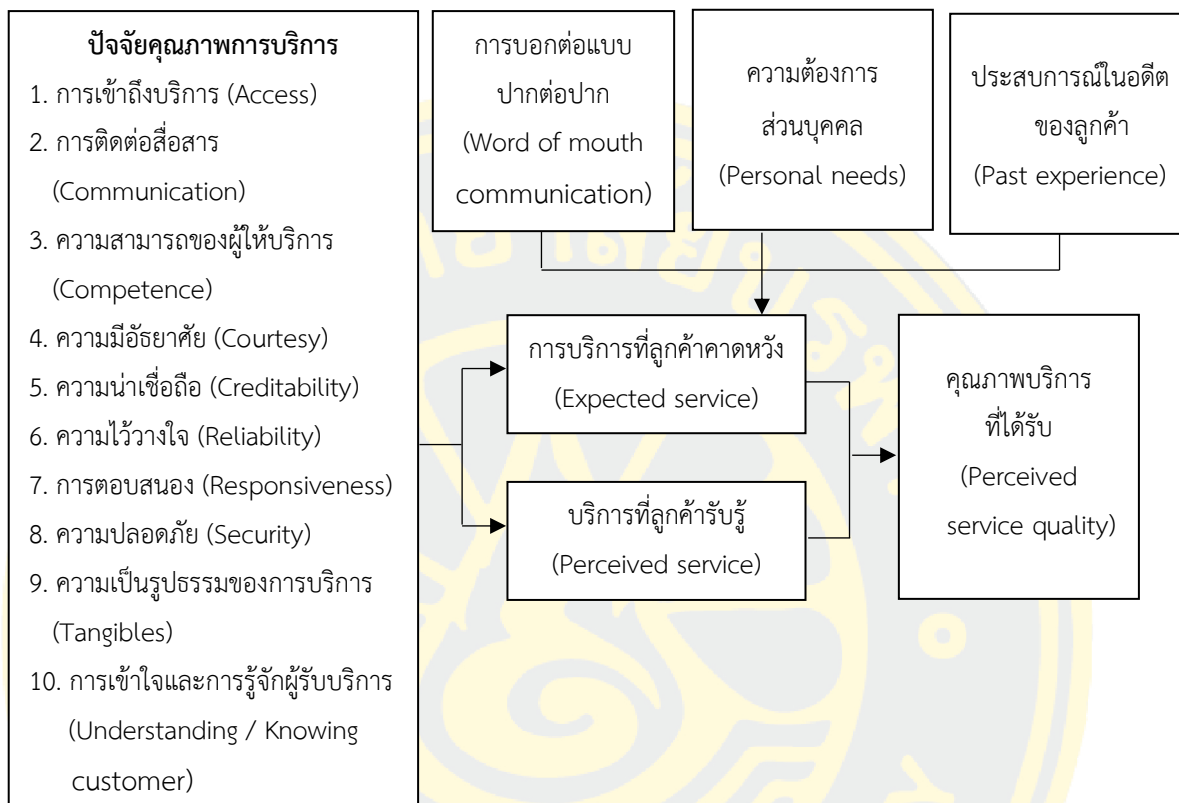 ปัจจัยคุณภาพการบริการ
1. การเข้าถึงบริการ (Access)
2. การติดต่อสื่อสาร
(Communication)
3. ความสามารถของผู้ให้บริการ
(Competence)
4. ความมีอัธยาศัย (Courtesy)
5. ความน่าเชื่อถือ (Creditability)
6. ความไว้วางใจ (Reliability)
7. การตอบสนอง (Responsiveness)
8. ความปลอดภัย (Security)
9. ความเป็นรูปธรรมของการบริการ
(Tangibles)
10. การเข้าใจและการรู้จักผู้รับบริการ
(Understanding / Knowing
customer)
การบอกต่อแบบ
ปากต่อปาก
(Word of mouth
communication)
ความต้องการ
ส่วนบุคคล
(Personal needs)
ประสบการณ์ในอดีต
ของลูกค้า
(Past experience)
การบริการที่ลูกค้าคาดหวัง
(Expected service)
บริการที่ลูกค้ารับรู้
(Perceived service)
คุณภาพบริการ
ที่ได้รับ
(Perceived
service quality)